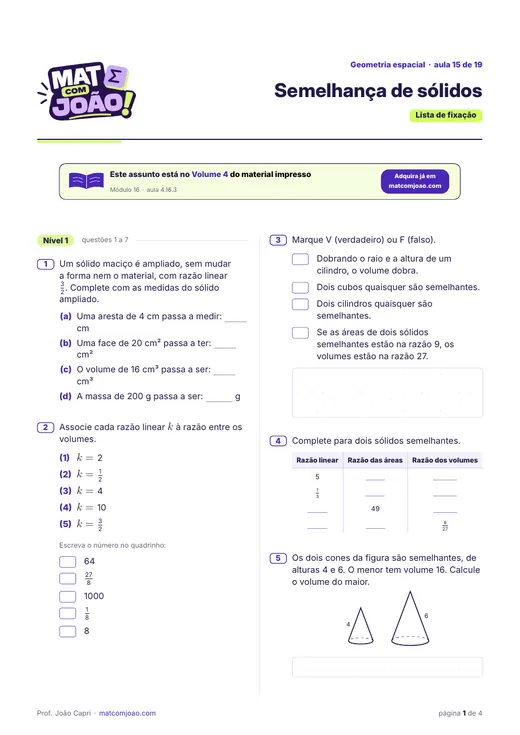 MAT
COM
JOÃO!
Σ
Geometria espacial · aula 15 de 19
Semelhança de sólidos
Lista de fixação
Este assunto está no Volume 4 do material impresso
Módulo 16 · aula 4.16.3
Adquira já em
matcomjoao.com
Nível 1 questões 1 a 7
1 Um sólido maciço é ampliado, sem mudar
a forma nem o material, com razão linear
3/2. Complete com as medidas do sólido
ampliado.
(a) Uma aresta de 4 cm passa a medir: _____
cm
(b) Uma face de 20 cm² passa a ter: _____
cm²
(c) O volume de 16 cm³ passa a ser: _____
cm³
(d) A massa de 200 g passa a ser: _____ g
2 Associe cada razão linear k à razão entre os
volumes.
(1) k = 2
(2) k = 1/2
(3) k = 4
(4) k = 10
(5) k = 3/2
Escreva o número no quadrinho:
64
27/8
1000
1/8
8
3 Marque V (verdadeiro) ou F (falso).
Dobrando o raio e a altura de um
cilindro, o volume dobra.
Dois cubos quaisquer são semelhantes.
Dois cilindros quaisquer são
semelhantes.
Se as áreas de dois sólidos
semelhantes estão na razão 9, os
volumes estão na razão 27.
4 Complete para dois sólidos semelhantes.
Razão linear Razão das áreas Razão dos volumes
5 _____ _____
1/3 _____ _____
_____ 49 _____
_____ _____ 8/27
5 Os dois cones da figura são semelhantes, de
alturas 4 e 6. O menor tem volume 16. Calcule
o volume do maior.
4
6
Prof. João Capri · matcomjoao.com
página 1 de 4